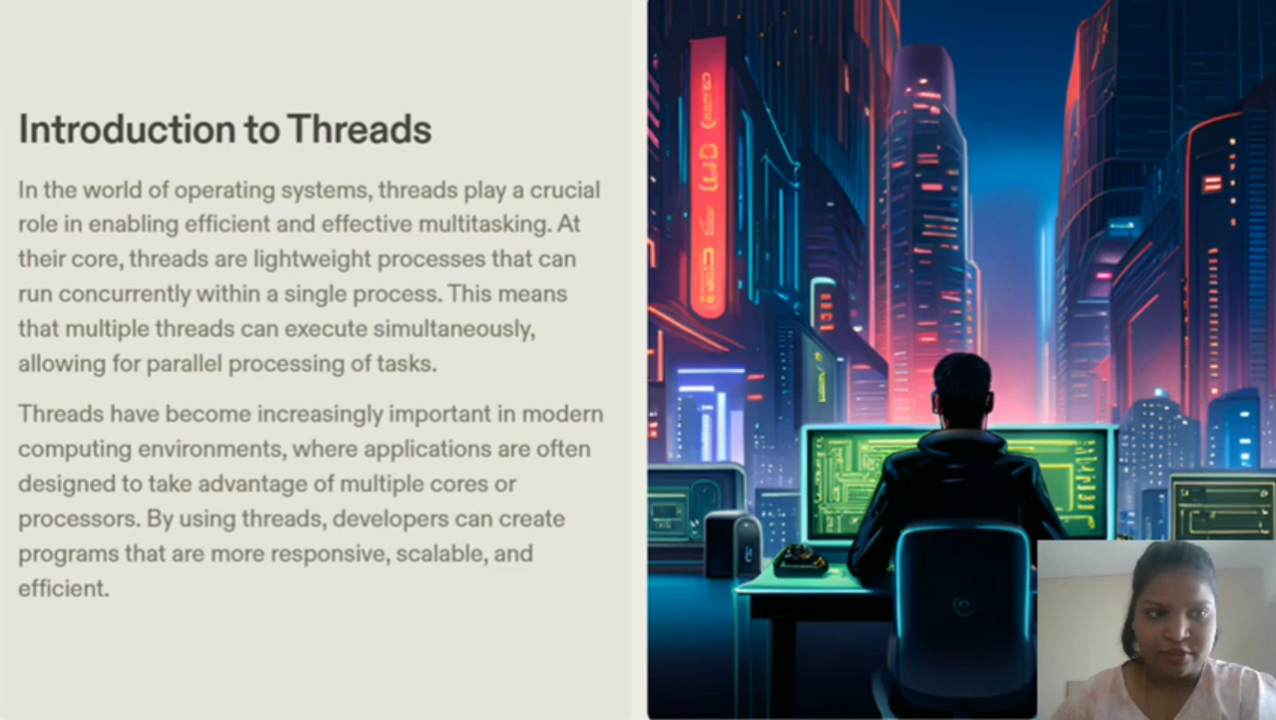 Introduction to Threads
In the world of operating systems, threads play a crucial
role in enabling efficient and effective multitasking. At
their core, threads are lightweight processes that can
run concurrently within a single process. This means
that multiple threads can execute simultaneously,
allowing for parallel processing of tasks.
Threads have become increasingly important in modern
computing environments, where applications are often
designed to take advantage of multiple cores or
processors. By using threads, developers can create
programs that are more responsive, scalable, and
efficient.